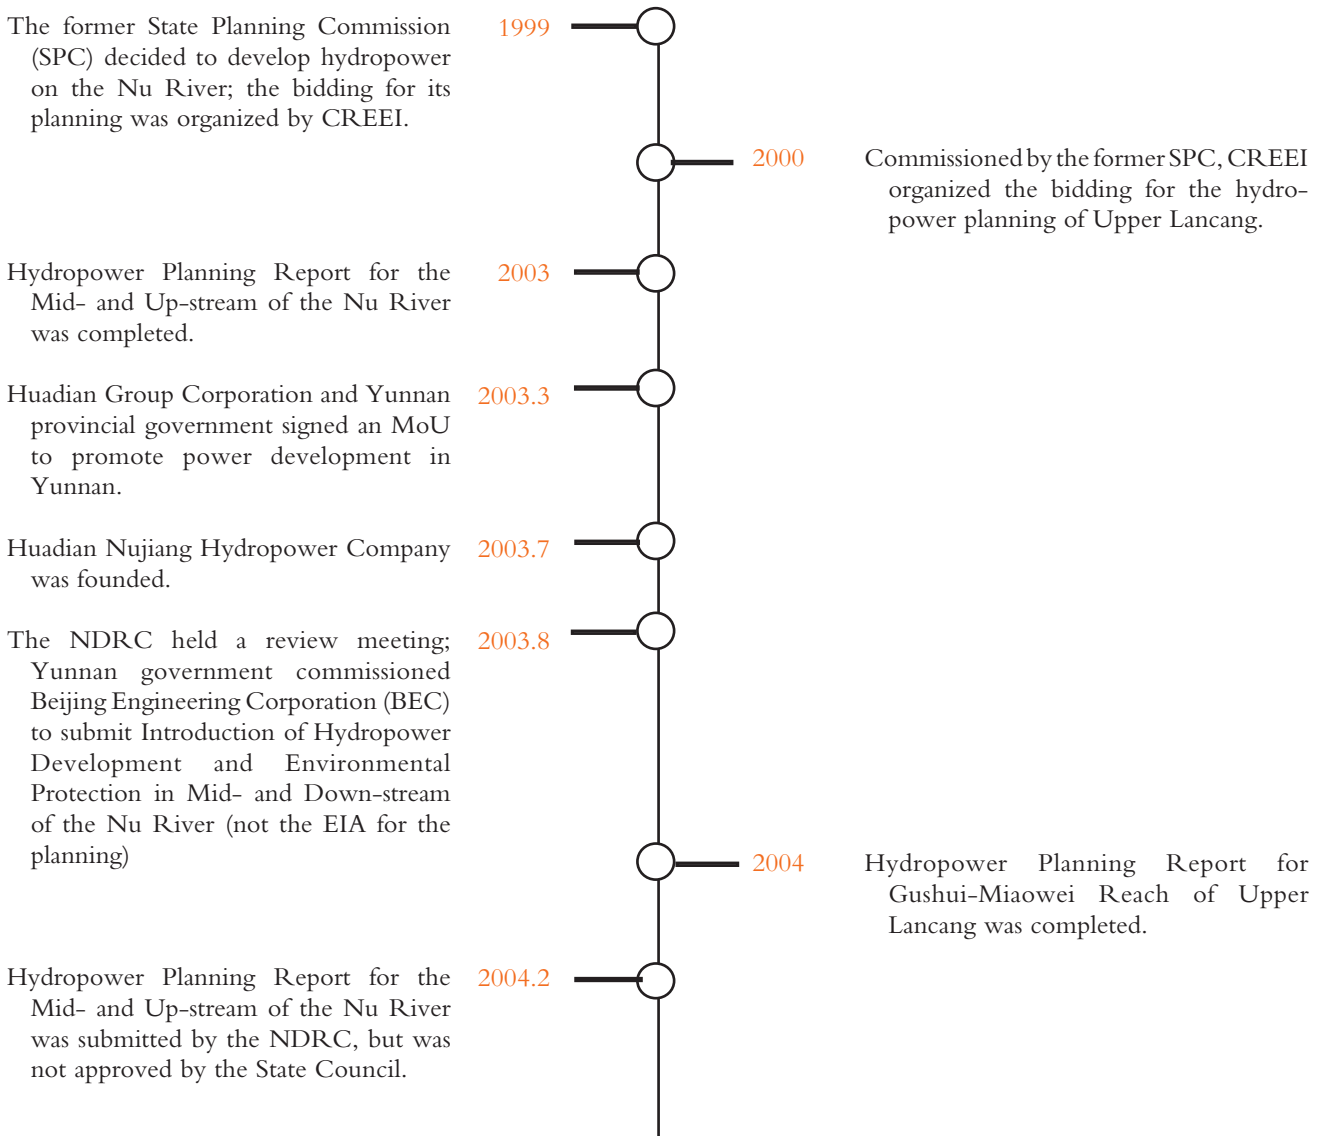 The former State Planning Commission
(SPC) decided to develop hydropower
on the Nu River; the bidding for its
planning was organized by CREEI.
1999
2000
Commissioned by the former SPC, CREEI
organized the bidding for the hydro-
power planning of Upper Lancang.
Hydropower Planning Report for the
Mid- and Up-stream of the Nu River
was completed.
2003
Huadian Group Corporation and Yunnan
provincial government signed an MoU
to promote power development in
Yunnan.
2003.3
Huadian Nujiang Hydropower Company
was founded.
2003.7
The NDRC held a review meeting;
Yunnan government commissioned
Beijing Engineering Corporation (BEC)
to submit Introduction of Hydropower
Development and Environmental
Protection in Mid- and Down-stream
of the Nu River (not the EIA for the
planning)
2003.8
2004
Hydropower Planning Report for
Gushui-Miaowei Reach of Upper
Lancang was completed.
Hydropower Planning Report for the
Mid- and Up-stream of the Nu River
was submitted by the NDRC, but was
not approved by the State Council.
2004.2